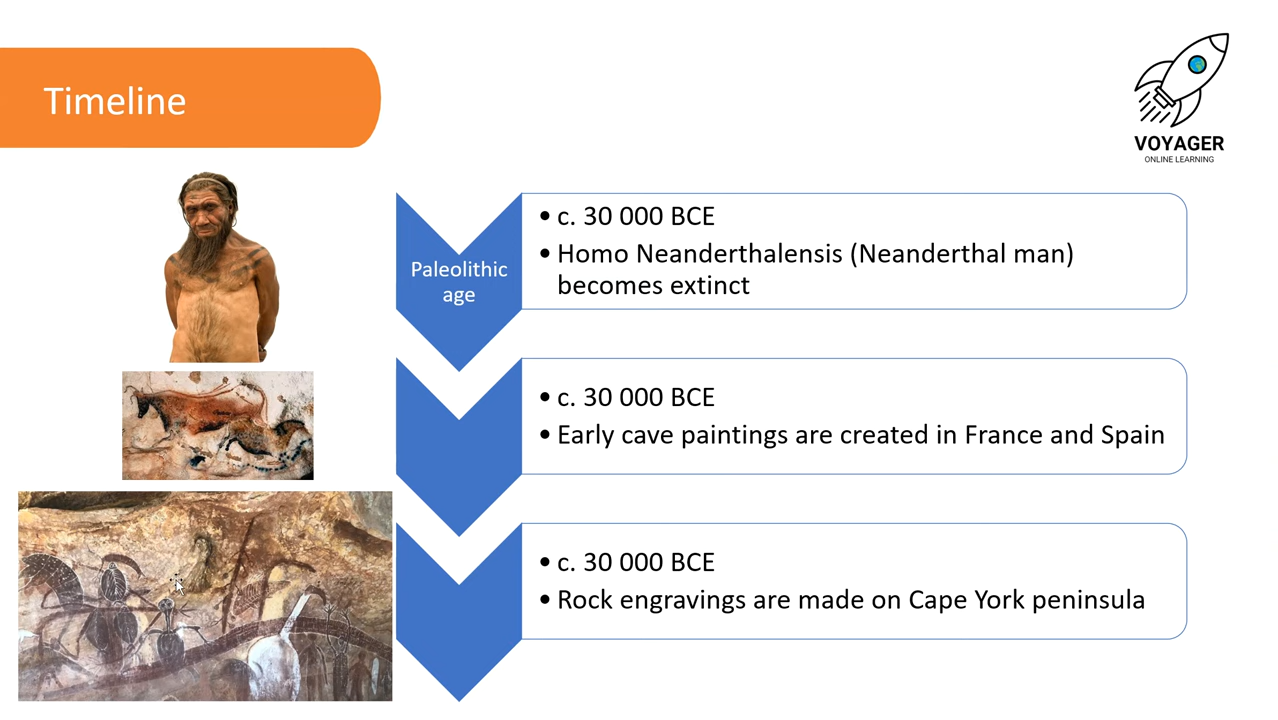 Timeline
VOYAGER
ONLINE LEARNING
Paleolithic
age
• c. 30 000 BCE
• Homo Neanderthalensis (Neanderthal man)
becomes extinct
• c. 30 000 BCE
• Early cave paintings are created in France and Spain
• c. 30 000 BCE
• Rock engravings are made on Cape York peninsula